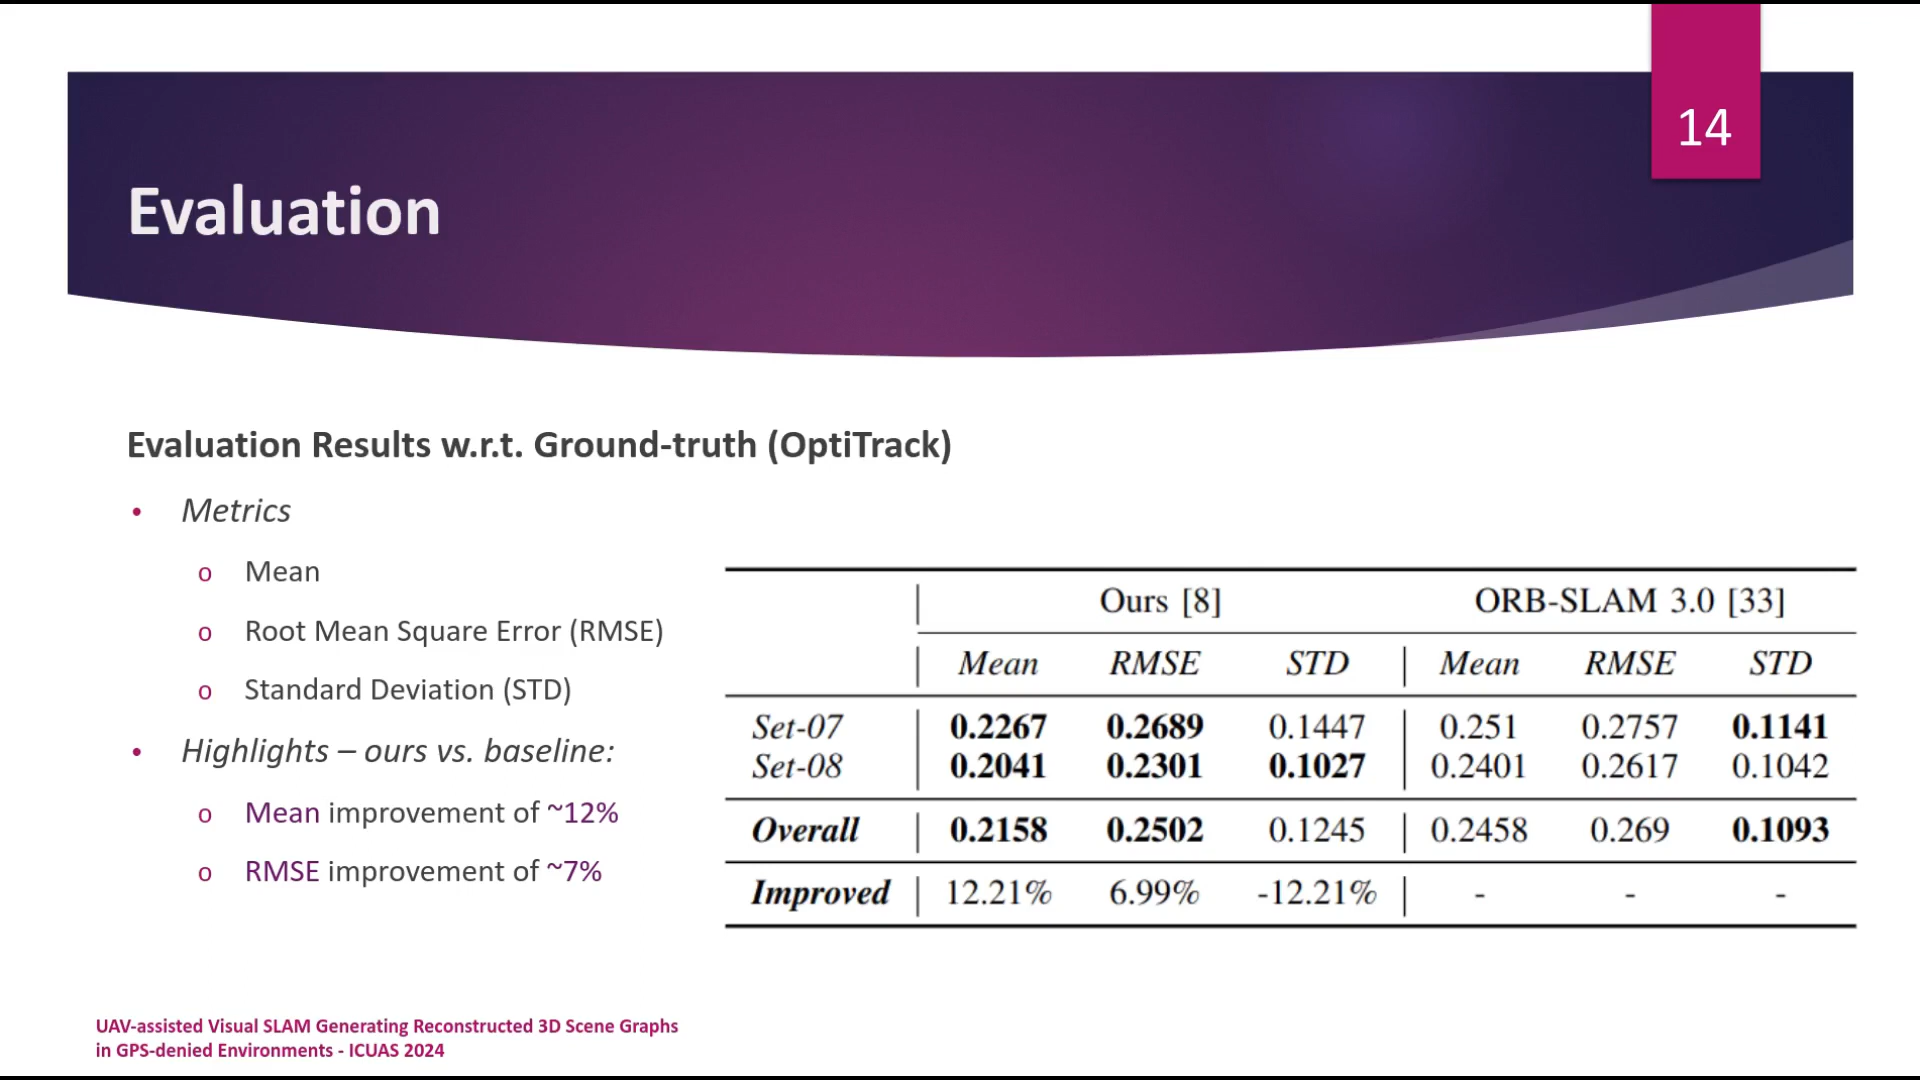 14
Evaluation
Evaluation Results w.r.t. Ground-truth (OptiTrack)
• Metrics
o Mean
o Root Mean Square Error (RMSE)
o Standard Deviation (STD)
• Highlights – ours vs. baseline:
o Mean improvement of ~12%
o RMSE improvement of ~7%
Ours [8] ORB-SLAM 3.0 [33]
Mean RMSE STD Mean RMSE STD
Set-07 0.2267 0.2689 0.1447 0.251 0.2757 0.1141
Set-08 0.2041 0.2301 0.1027 0.2401 0.2617 0.1042
Overall 0.2158 0.2502 0.1245 0.2458 0.269 0.1093
Improved 12.21% 6.99% -12.21% - - -
UAV-assisted Visual SLAM Generating Reconstructed 3D Scene Graphs
in GPS-denied Environments - ICUAS 2024